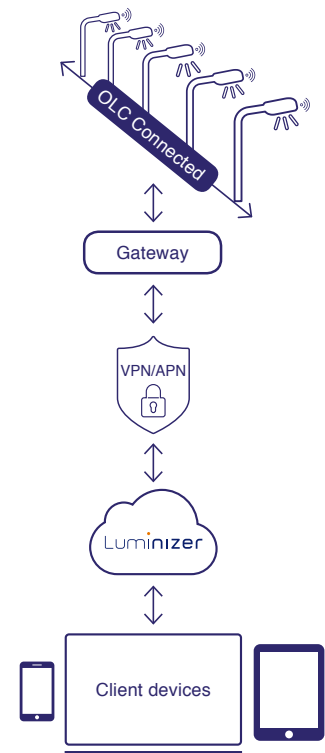 OLC Connected
Gateway
VPN/APN
Luminizer
Client devices